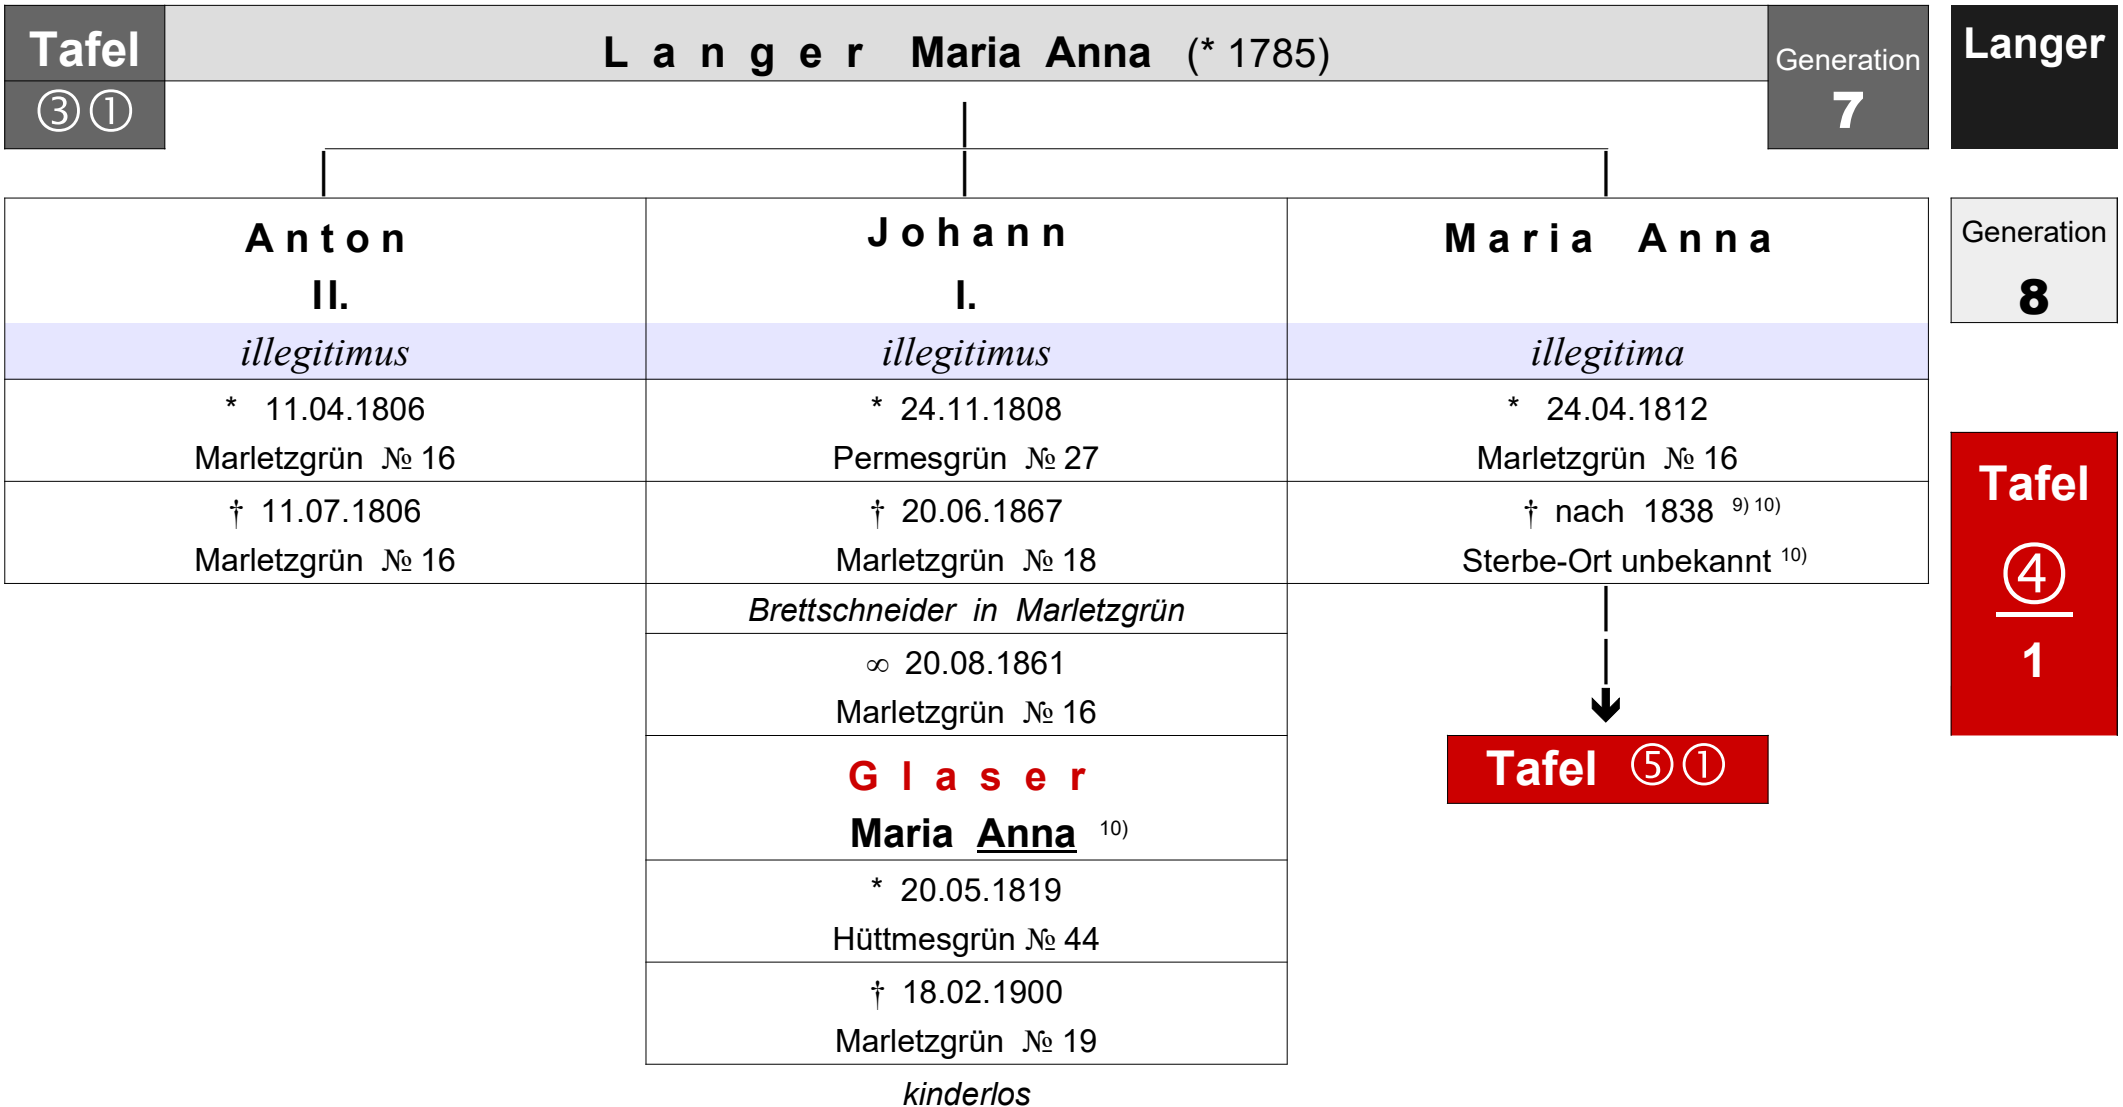 Tafel
③①
L a n g e r Maria Anna (* 1785)
Generation
7
Langer
Anton
II.
Johann
I.
Maria Anna
Generation
8
illegitimus
illegitimus
illegitima
* 11.04.1806
Marletzgrün № 16
* 24.11.1808
Permesgrün № 27
* 24.04.1812
Marletzgrün № 16
† 11.07.1806
Marletzgrün № 16
† 20.06.1867
Marletzgrün № 18
† nach 1838 9) 10)
Sterbe-Ort unbekannt 10)
Tafel
④
1
Brettschneider in Marletzgrün
∞ 20.08.1861
Marletzgrün № 16
G l a s e r
Maria Anna 10)
Tafel ⑤①
* 20.05.1819
Hüttmesgrün № 44
† 18.02.1900
Marletzgrün № 19
kinderlos